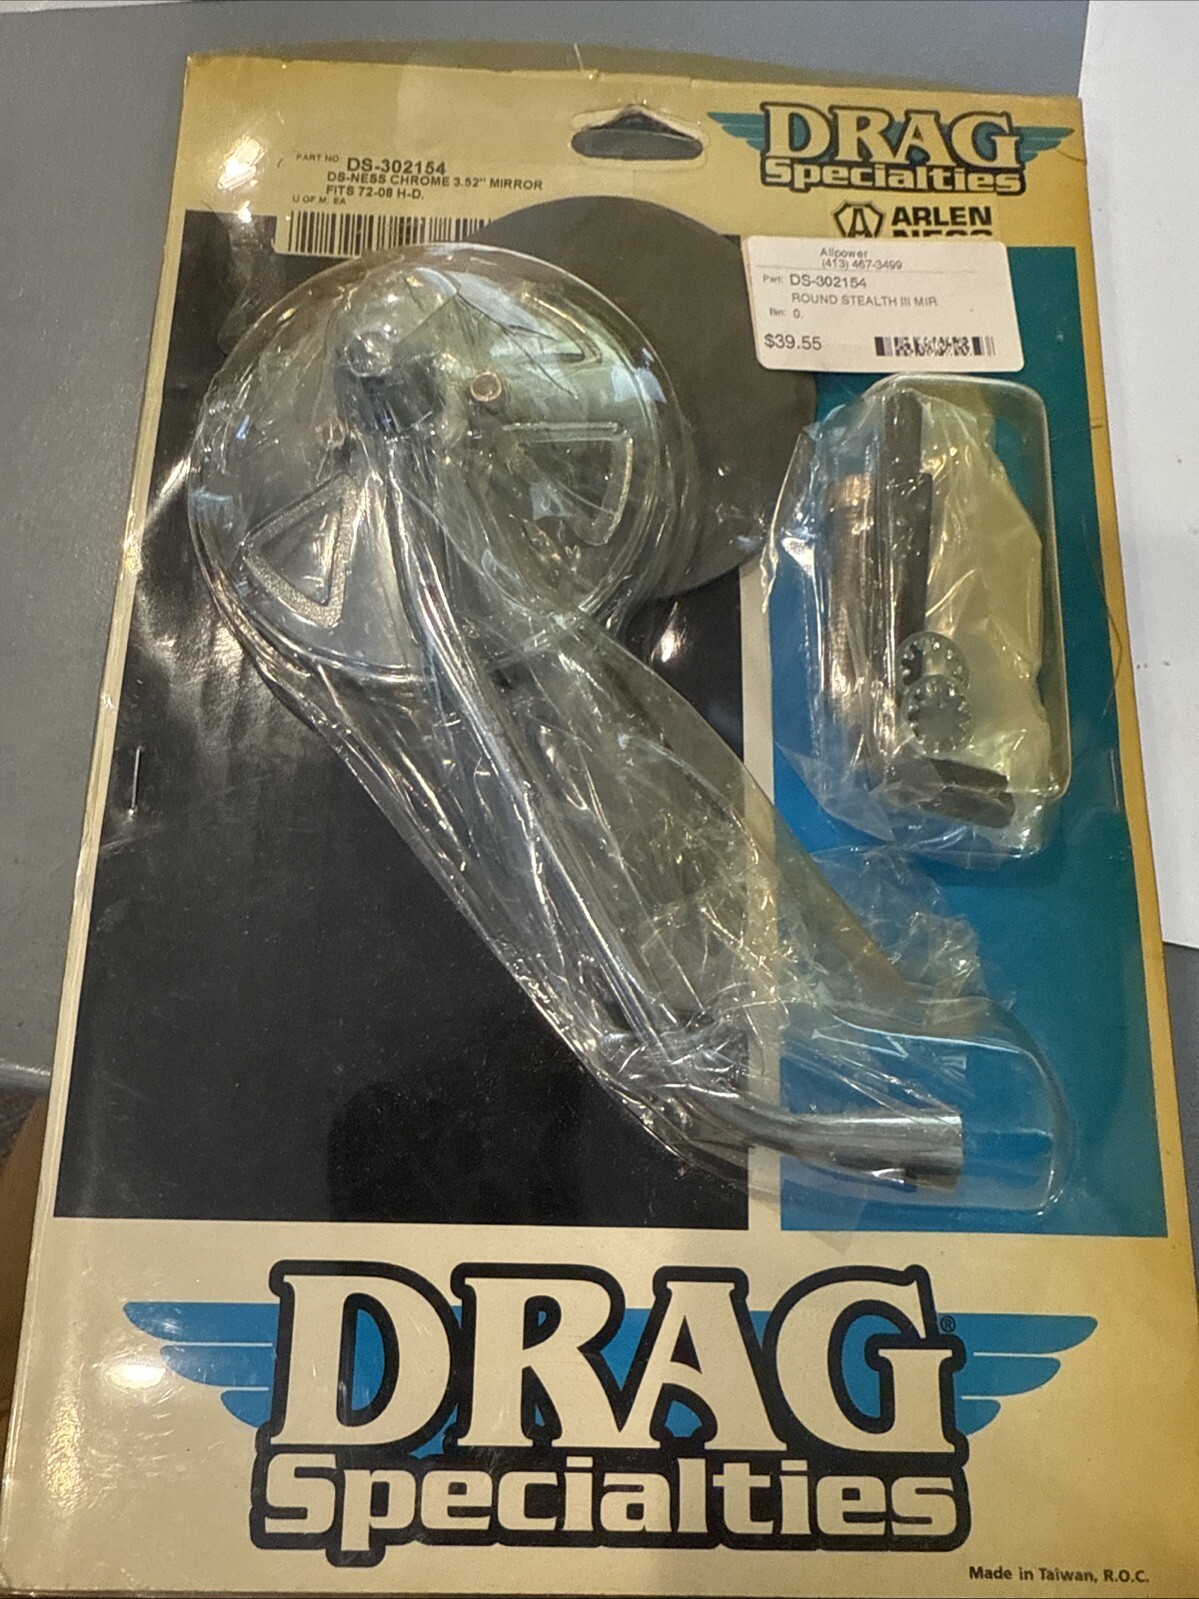 DRAG
Specialties
ARLEN
NESS
PART NO. DS-302154
DS-NESS CHROME 3.52" MIRROR
FITS 72-08 H-D.
U OF M. EA
Allpower
(413) 467-3499
Part: DS-302154
ROUND STEALTH III MIR
Bin: 0.
$39.55
DRAG®
Specialties
Made in Taiwan, R.O.C.